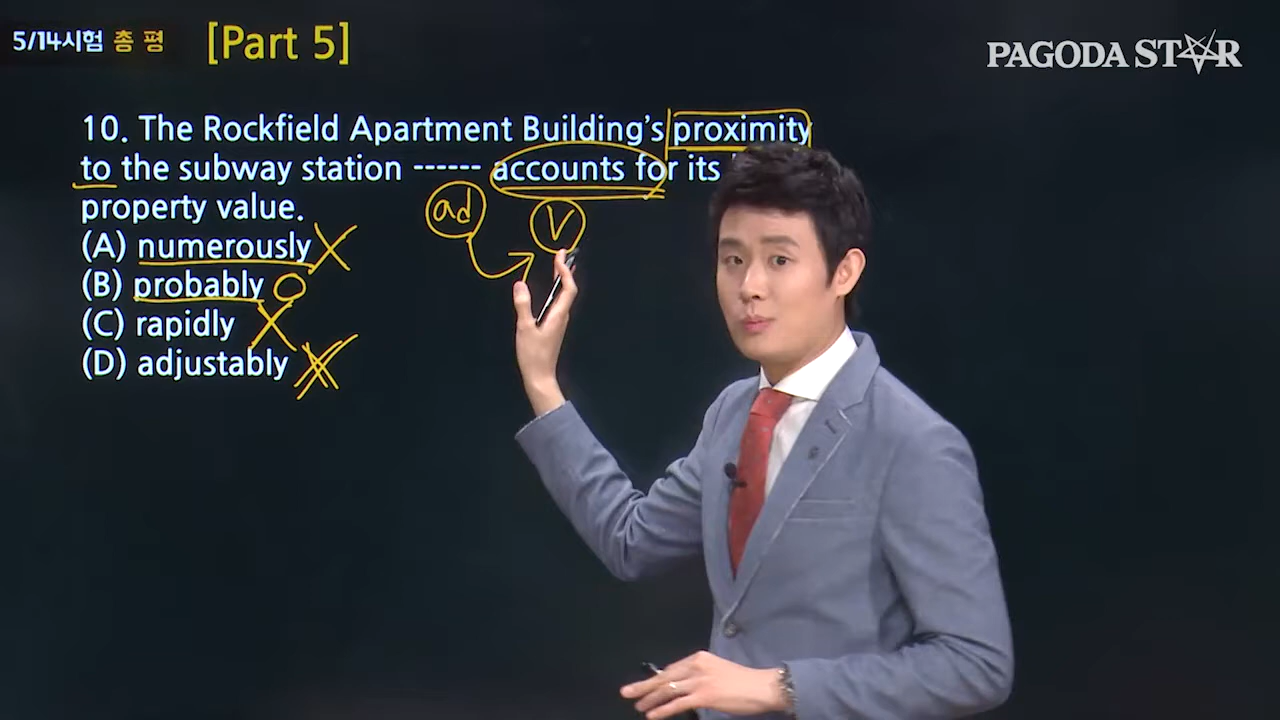 5/14시험 총 평
[Part 5]
PAGODA STAR
10. The Rockfield Apartment Building's proximity
to the subway station ------ accounts for its
property value.
ad
V
(A) numerously
(B) probably
(C) rapidly
(D) adjustably